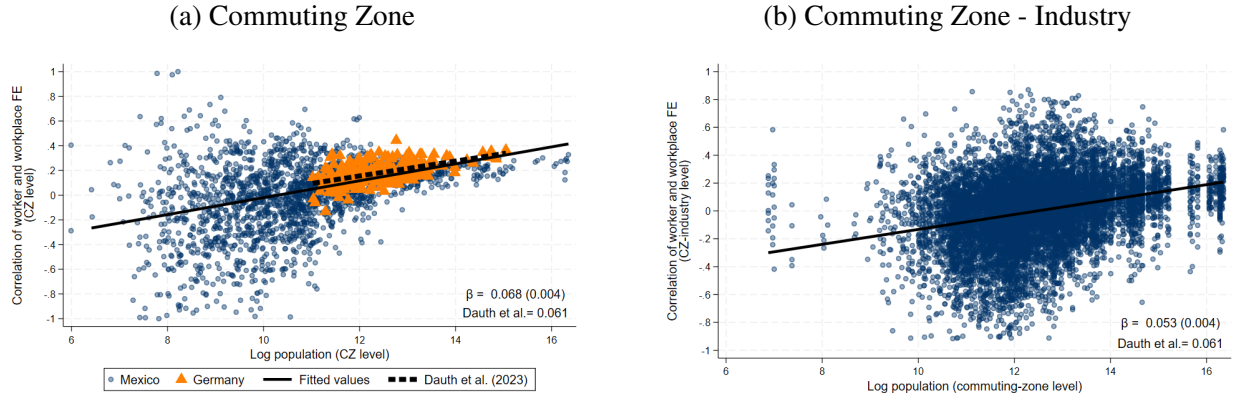 (a) Commuting Zone
Correlation of worker and workplace FE
(CZ level)
1
.8
.6
.4
.2
0
-.2
-.4
-.6
-.8
-1
β = 0.068 (0.004)
Dauth et al.= 0.061
6 8 10 12 14 16
Log population (CZ level)
Mexico Germany Fitted values Dauth et al. (2023)
(b) Commuting Zone - Industry
Correlation of worker and workplace FE
(CZ-industry level)
1
.8
.6
.4
.2
0
-.2
-.4
-.6
-.8
-1
β = 0.053 (0.004)
Dauth et al.= 0.061
6 8 10 12 14 16
Log population (commuting-zone level)